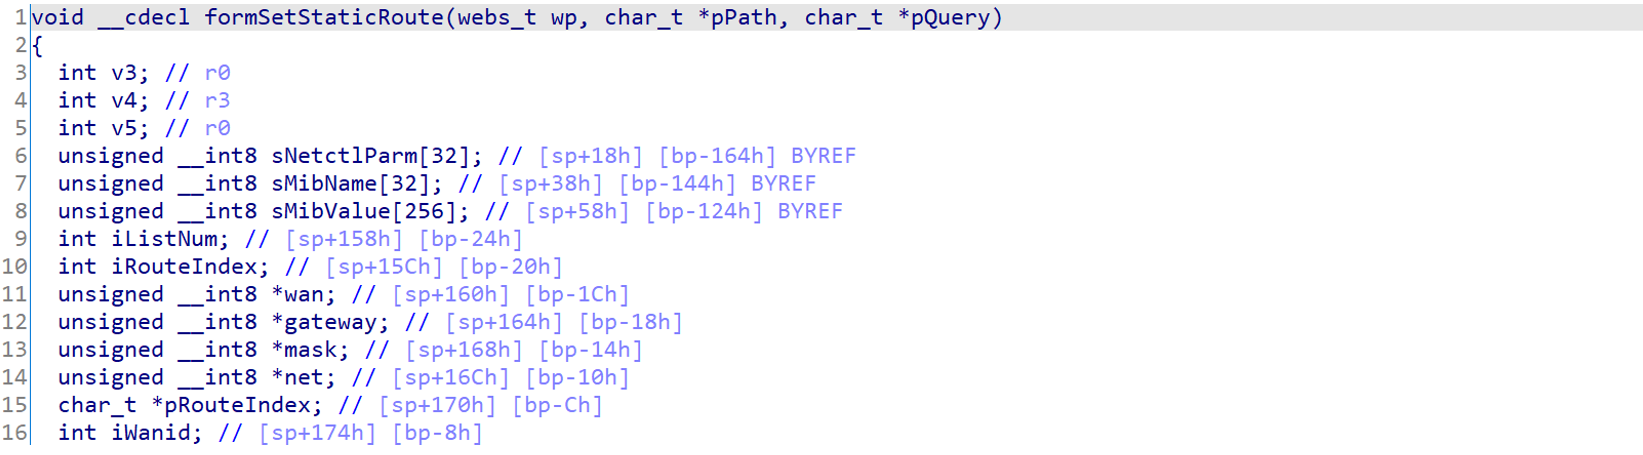 1 void __cdecl formSetStaticRoute(webs_t wp, char_t *pPath, char_t *pQuery)
2 {
3   int v3; // r0
4   int v4; // r3
5   int v5; // r0
6   unsigned __int8 sNetctlParm[32]; // [sp+18h] [bp-164h] BYREF
7   unsigned __int8 sMibName[32]; // [sp+38h] [bp-144h] BYREF
8   unsigned __int8 sMibValue[256]; // [sp+58h] [bp-124h] BYREF
9   int iListNum; // [sp+158h] [bp-24h]
10   int iRouteIndex; // [sp+15Ch] [bp-20h]
11   unsigned __int8 *wan; // [sp+160h] [bp-1Ch]
12   unsigned __int8 *gateway; // [sp+164h] [bp-18h]
13   unsigned __int8 *mask; // [sp+168h] [bp-14h]
14   unsigned __int8 *net; // [sp+16Ch] [bp-10h]
15   char_t *pRouteIndex; // [sp+170h] [bp-Ch]
16   int iWanid; // [sp+174h] [bp-8h]